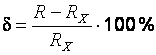 δ = (R − R_X) / R_X · 100%